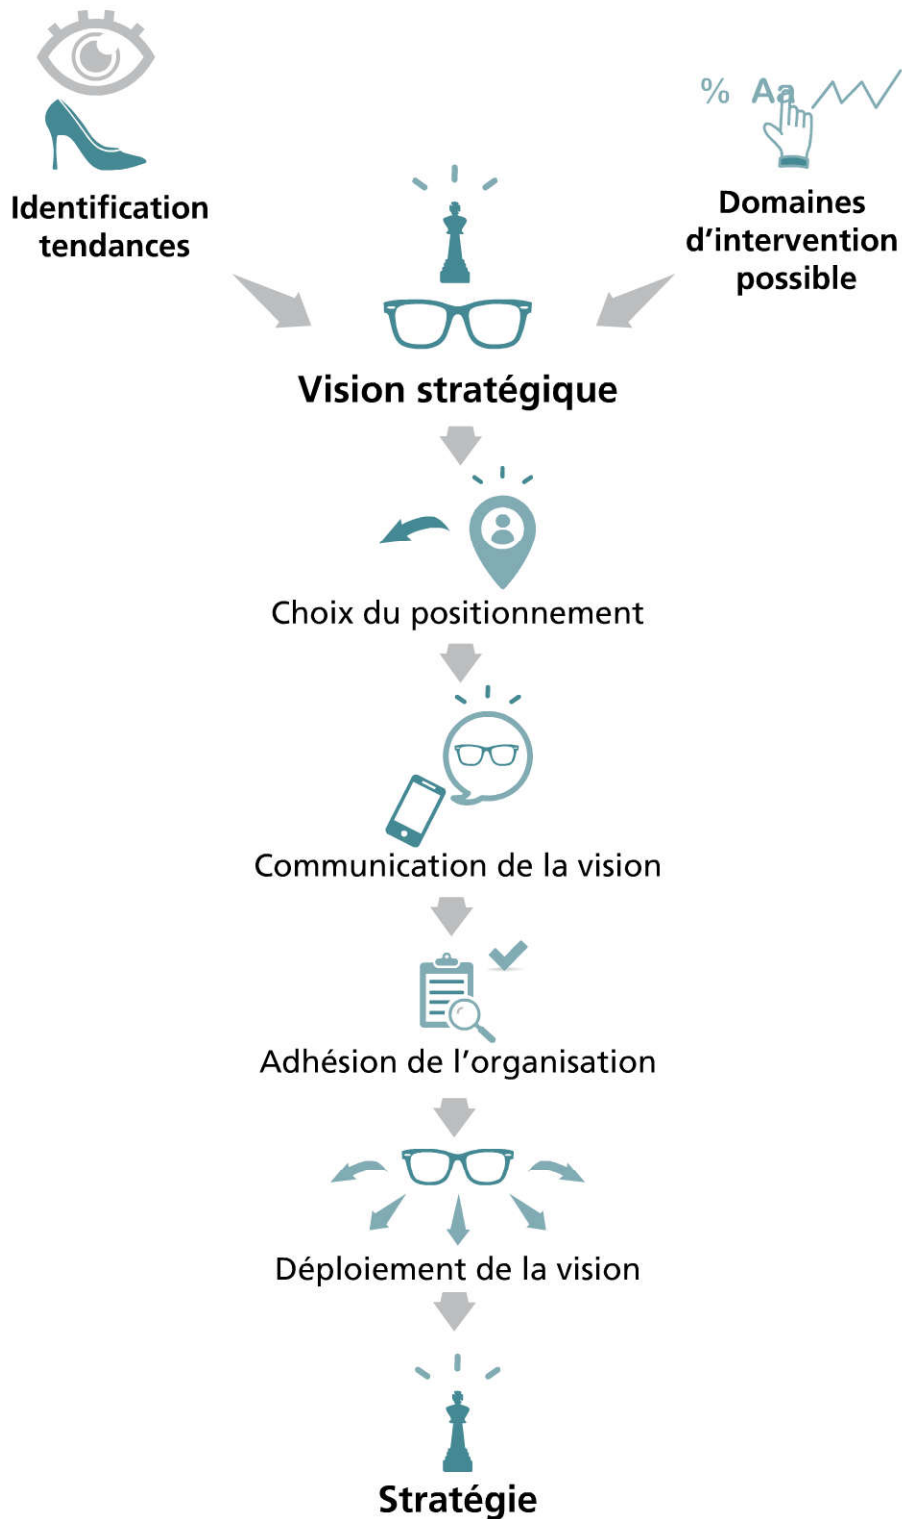 Identification
tendances
% Aa
Domaines
d'intervention
possible
Vision stratégique
Choix du positionnement
Communication de la vision
Adhésion de l'organisation
Déploiement de la vision
Stratégie